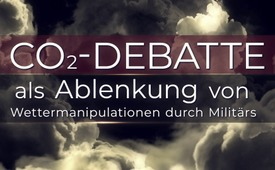 CO₂-DEBATTE
als Ablenkung von
Wettermanipulationen durch Militärs